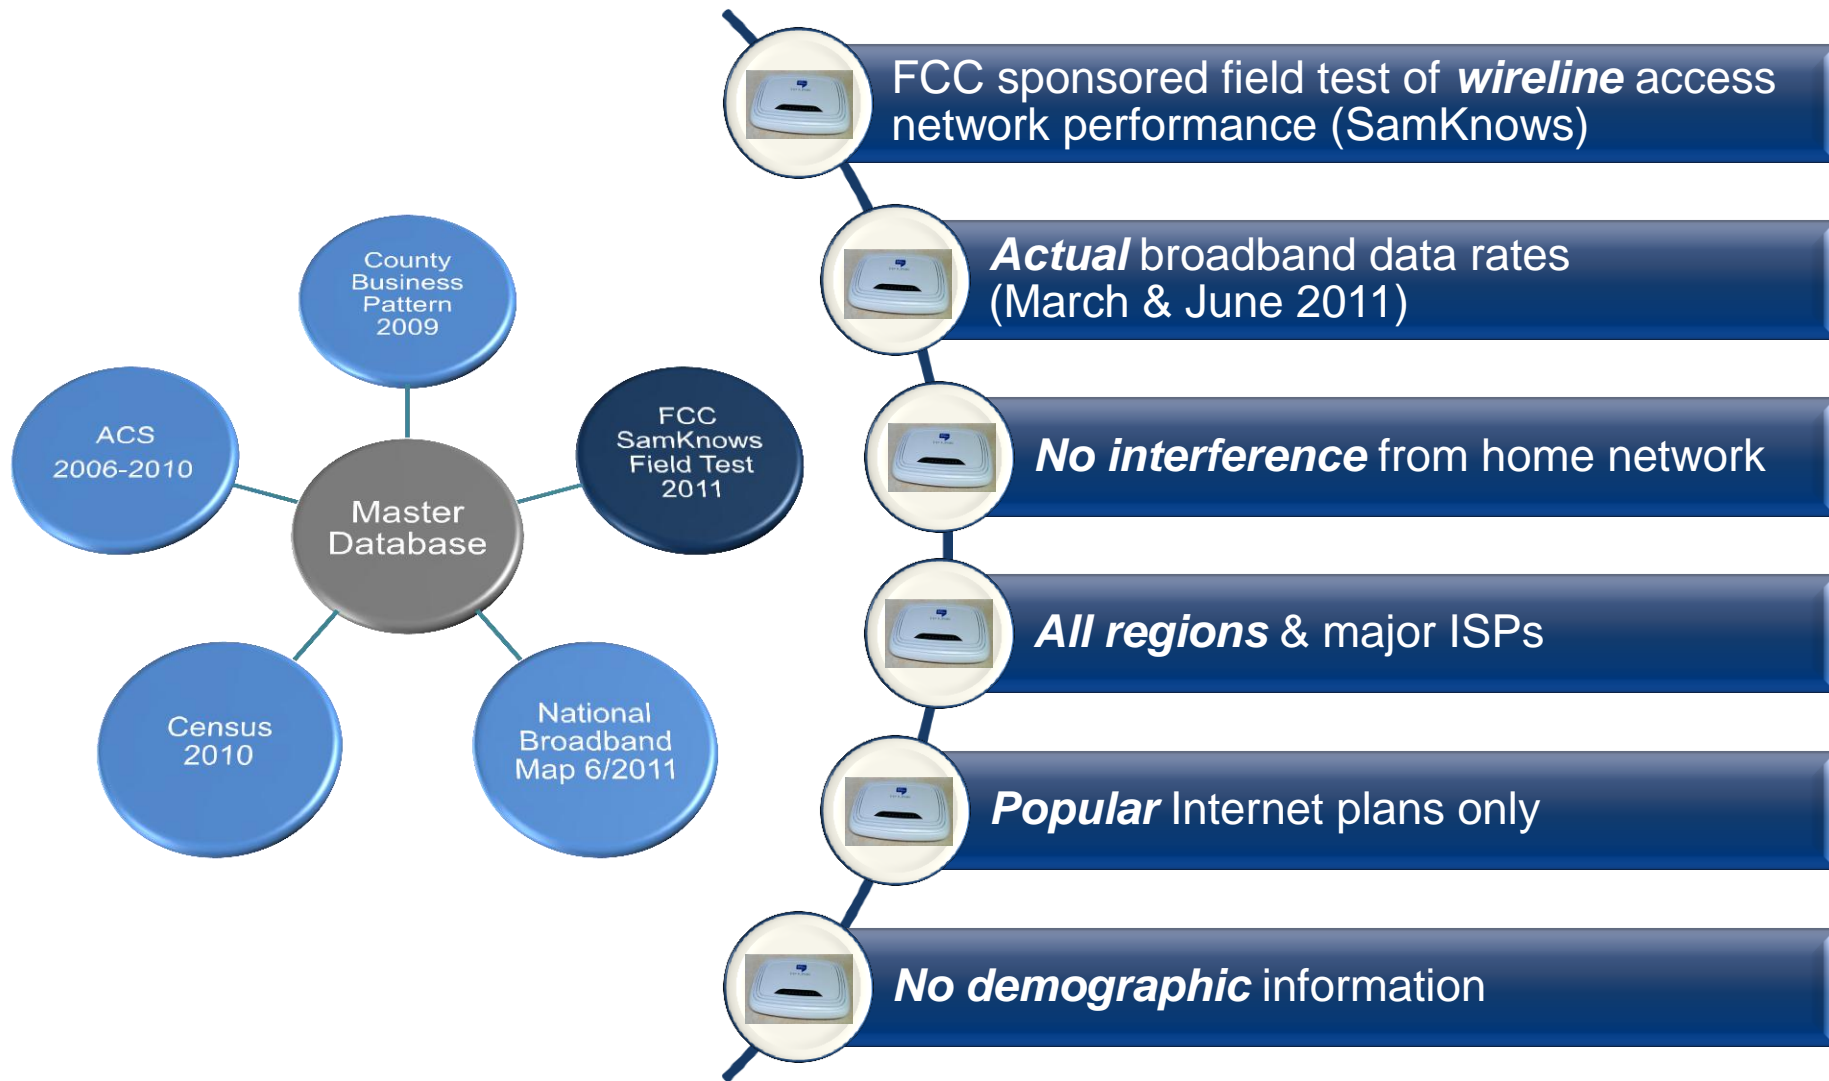 County
Business
Pattern
2009
ACS
2006-2010
FCC
SamKnows
Field Test
2011
Master
Database
Census
2010
National
Broadband
Map 6/2011
FCC sponsored field test of wireline access
network performance (SamKnows)
Actual broadband data rates
(March & June 2011)
No interference from home network
All regions & major ISPs
Popular Internet plans only
No demographic information